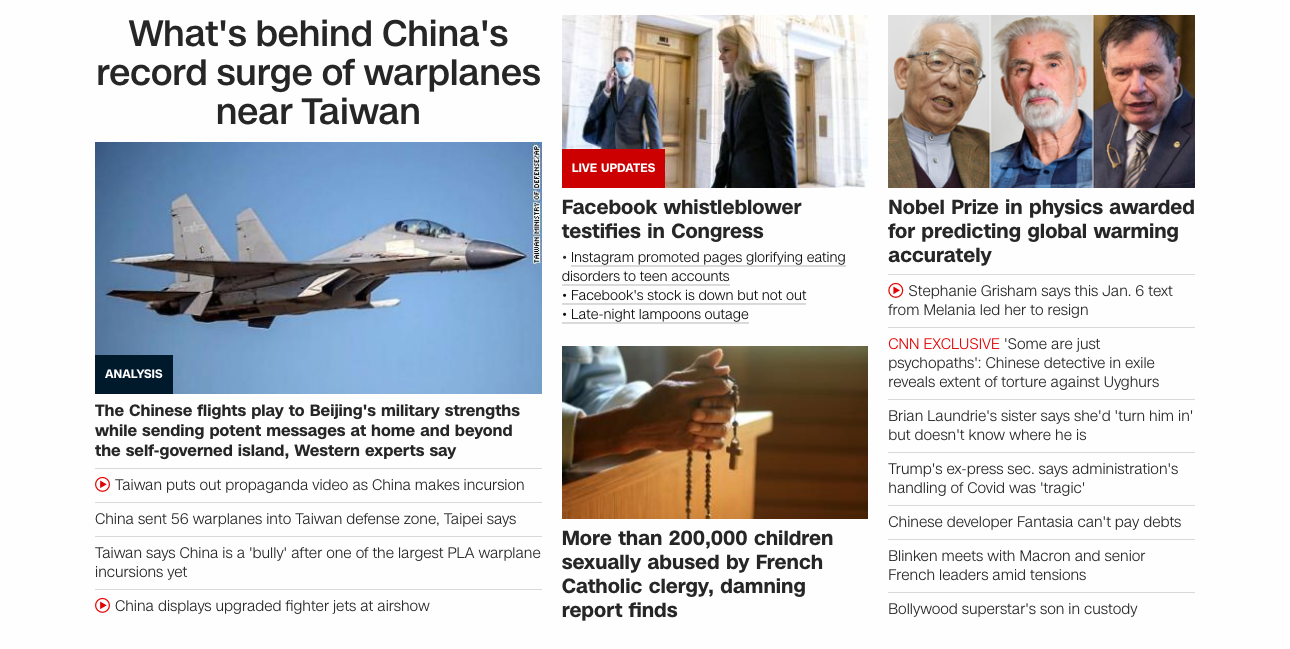 What's behind China's
record surge of warplanes
near Taiwan
TAIWAN MINISTRY OF DEFENSE/AP
ANALYSIS
The Chinese flights play to Beijing's military strengths
while sending potent messages at home and beyond
the self-governed island, Western experts say
Taiwan puts out propaganda video as China makes incursion
China sent 56 warplanes into Taiwan defense zone, Taipei says
Taiwan says China is a 'bully' after one of the largest PLA warplane
incursions yet
China displays upgraded fighter jets at airshow
LIVE UPDATES
Facebook whistleblower
testifies in Congress
• Instagram promoted pages glorifying eating
disorders to teen accounts
• Facebook's stock is down but not out
• Late-night lampoons outage
More than 200,000 children
sexually abused by French
Catholic clergy, damning
report finds
Nobel Prize in physics awarded
for predicting global warming
accurately
Stephanie Grisham says this Jan. 6 text
from Melania led her to resign
CNN EXCLUSIVE 'Some are just
psychopaths': Chinese detective in exile
reveals extent of torture against Uyghurs
Brian Laundrie's sister says she'd 'turn him in'
but doesn't know where he is
Trump's ex-press sec. says administration's
handling of Covid was 'tragic'
Chinese developer Fantasia can't pay debts
Blinken meets with Macron and senior
French leaders amid tensions
Bollywood superstar's son in custody